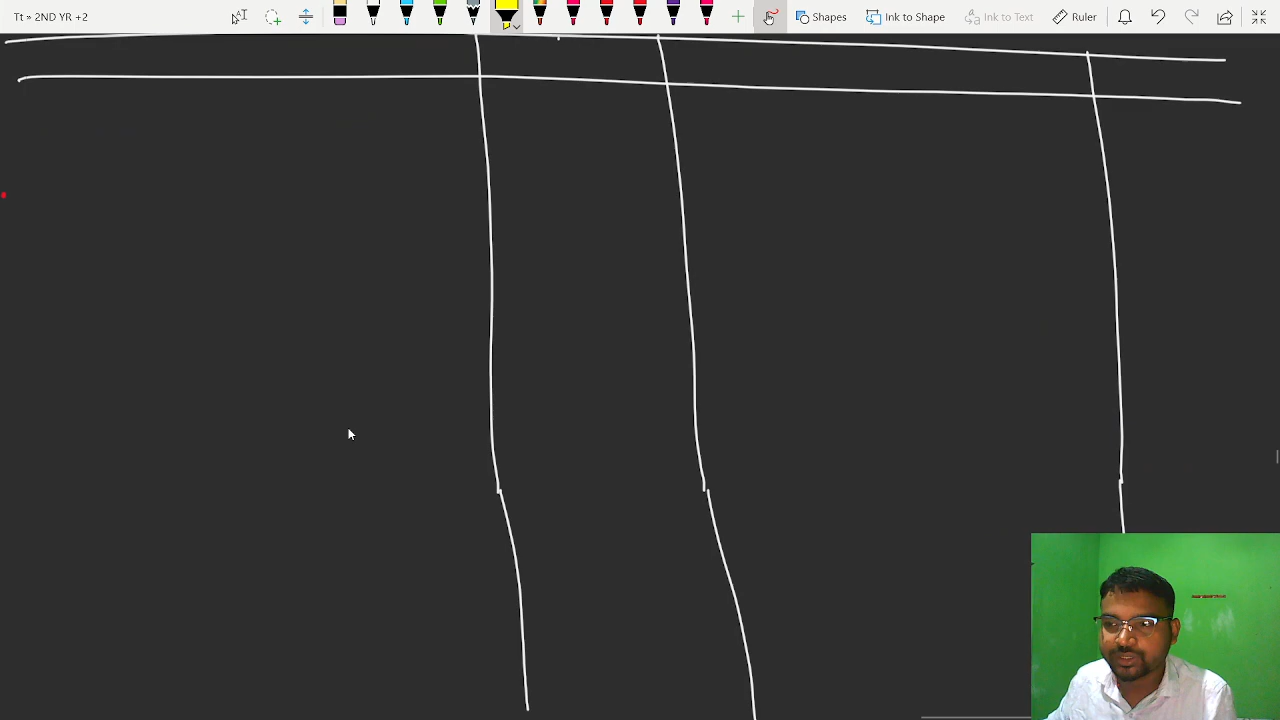 Tt » 2ND YR +2
Shapes
Ink to Shape
Ink to Text
Ruler